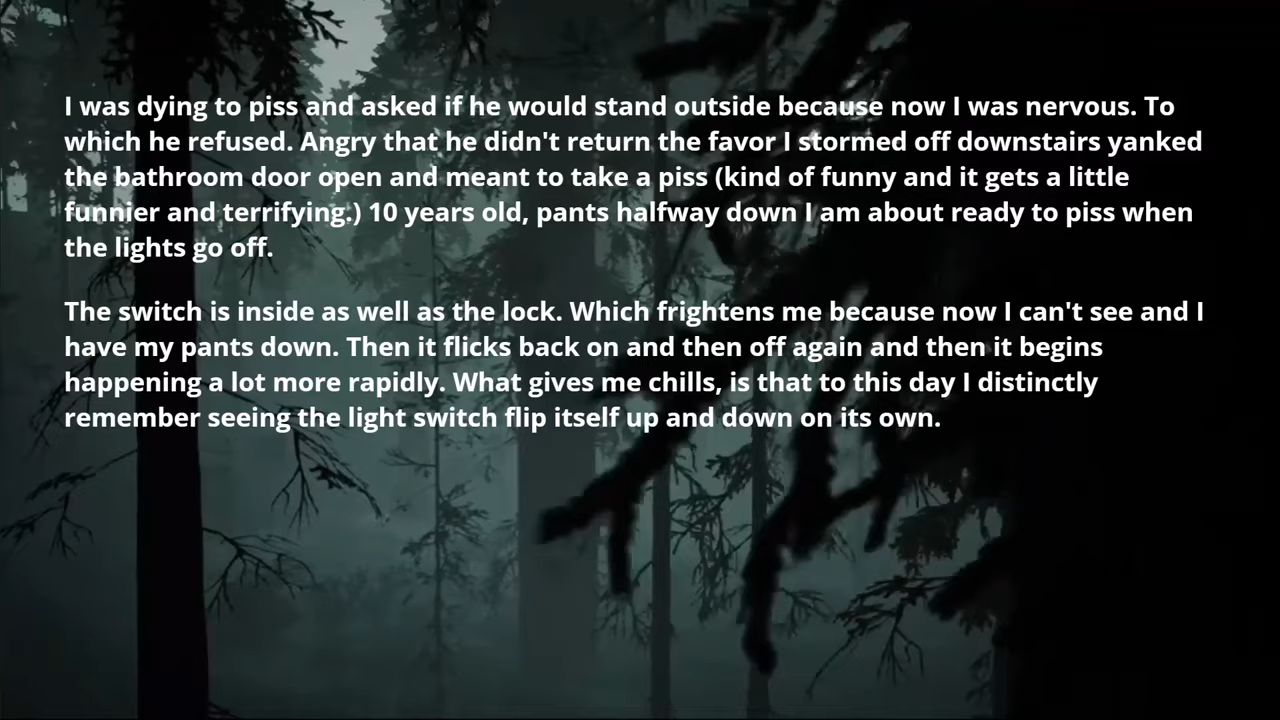 I was dying to piss and asked if he would stand outside because now I was nervous. To
which he refused. Angry that he didn't return the favor I stormed off downstairs yanked
the bathroom door open and meant to take a piss (kind of funny and it gets a little
funnier and terrifying.) 10 years old, pants halfway down I am about ready to piss when
the lights go off.
The switch is inside as well as the lock. Which frightens me because now I can't see and I
have my pants down. Then it flicks back on and then off again and then it begins
happening a lot more rapidly. What gives me chills, is that to this day I distinctly
remember seeing the light switch flip itself up and down on its own.